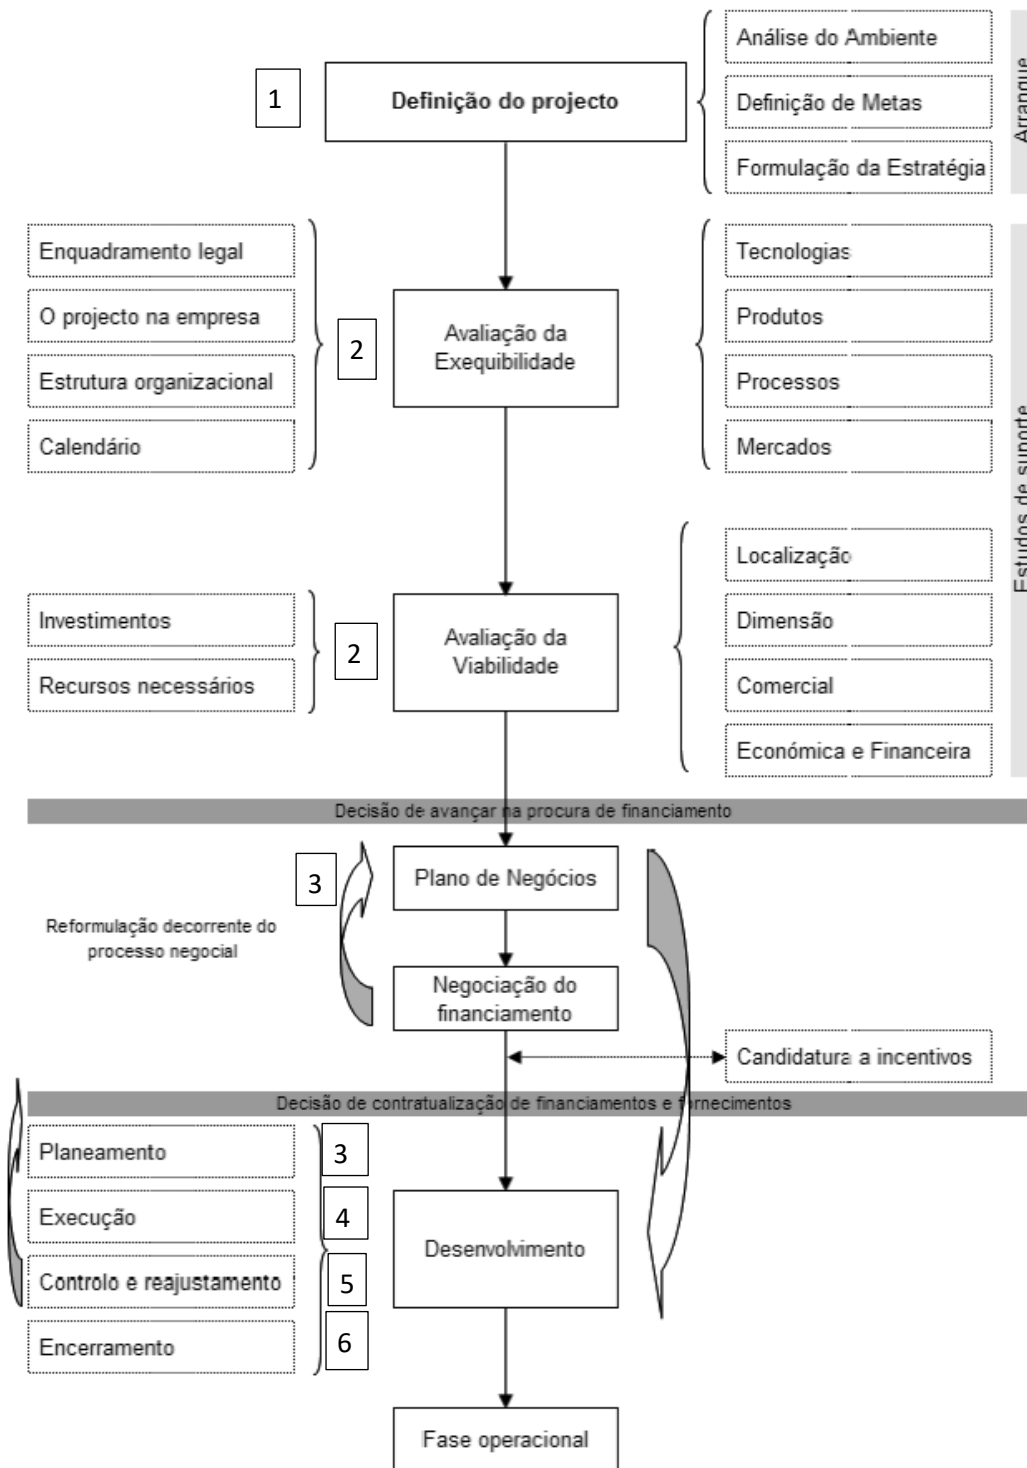 1
Definição do projecto
Análise do Ambiente
Definição de Metas
Formulação da Estratégia
Arranque
Enquadramento legal
O projecto na empresa
Estrutura organizacional
Calendário
2
Avaliação da
Exequibilidade
Tecnologias
Produtos
Processos
Mercados
Estudos de suporte
Investimentos
Recursos necessários
2
Avaliação da
Viabilidade
Localização
Dimensão
Comercial
Económica e Financeira
Decisão de avançar na procura de financiamento
3
Plano de Negócios
Reformulação decorrente do
processo negocial
Negociação do
financiamento
Candidatura a incentivos
Decisão de contratualização de financiamentos e fornecimentos
Planeamento
3
Execução
4
Controlo e reajustamento
5
Encerramento
6
Desenvolvimento
Fase operacional